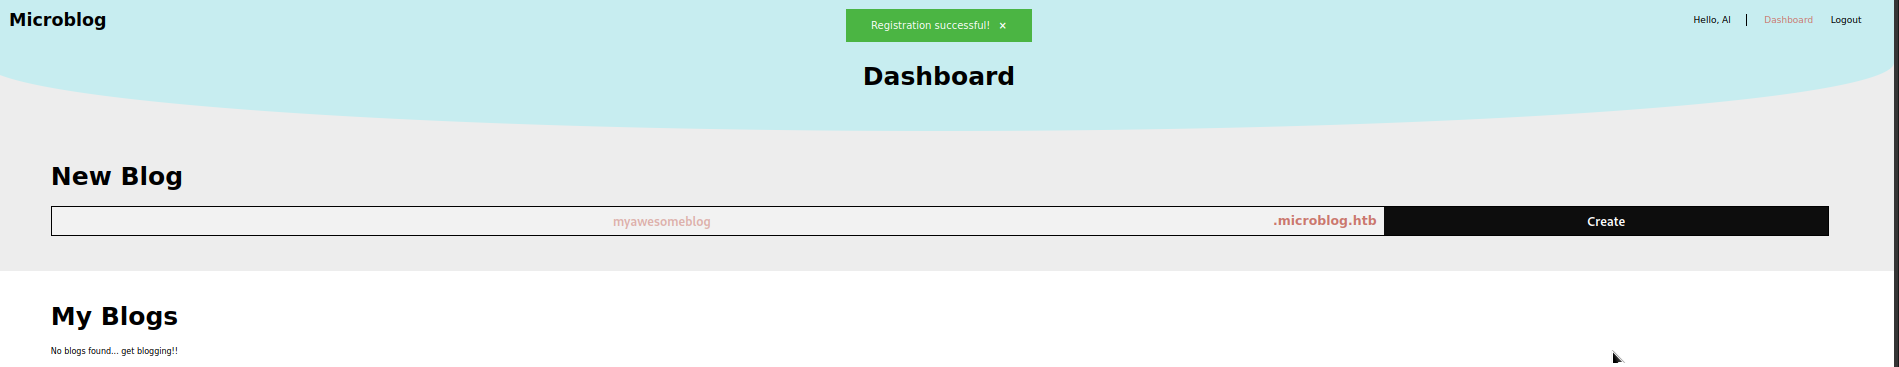 Microblog
Registration successful! ×
Hello, AI | Dashboard Logout
Dashboard
New Blog
myawesomeblog .microblog.htb Create
My Blogs
No blogs found... get blogging!!